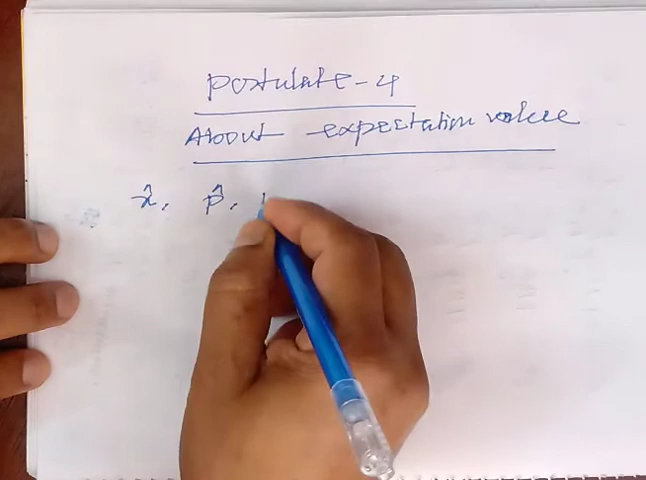 postulate-4
About expectation value
x̂, p̂,